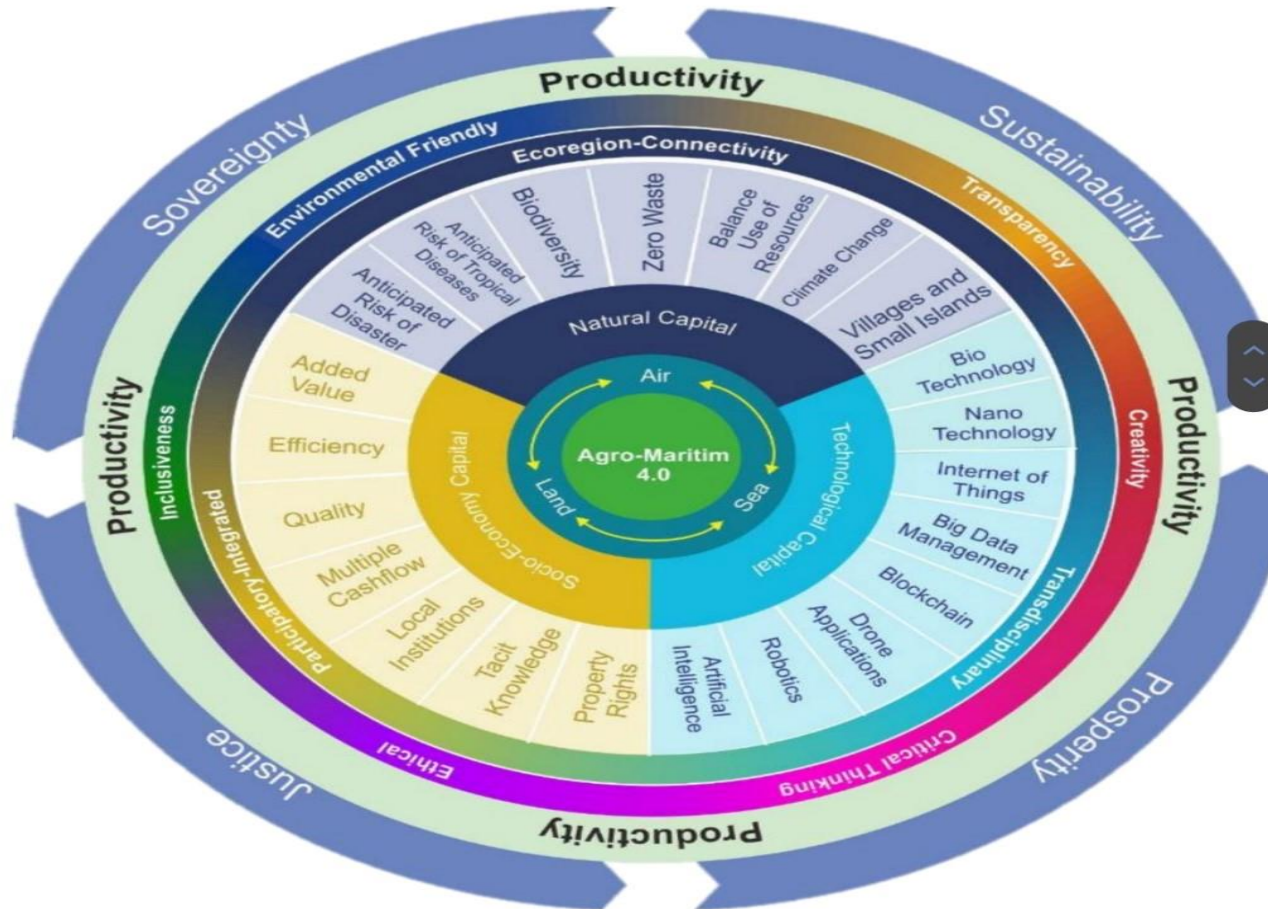 Sovereignty
Sustainability
Prosperity
Justice
Productivity
Productivity
Productivity
Productivity
Environmental Friendly
Transparency
Creativity
Critical Thinking
Ethical
Inclusiveness
Ecoregion-Connectivity
Transdisciplinary
Participatory-Integrated
Anticipated
Risk of
Disaster
Anticipated
Risk of Tropical
Diseases
Biodiversity
Zero Waste
Balance
Use of
Resources
Climate Change
Villages and
Small Islands
Bio
Technology
Nano
Technology
Internet of
Things
Big Data
Management
Blockchain
Drone
Applications
Robotics
Artificial
Intelligence
Property
Rights
Tacit
Knowledge
Local
Institutions
Multiple
Cashflow
Quality
Efficiency
Added
Value
Natural Capital
Technological Capital
Socio-Economy Capital
Air
Sea
Land
Agro-Maritim
4.0